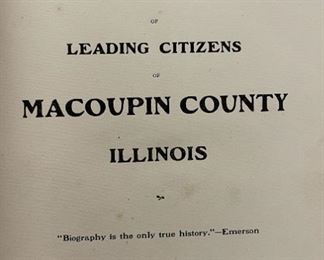 OF
LEADING CITIZENS
OF
MACOUPIN COUNTY
ILLINOIS
"Biography is the only true history."—Emerson